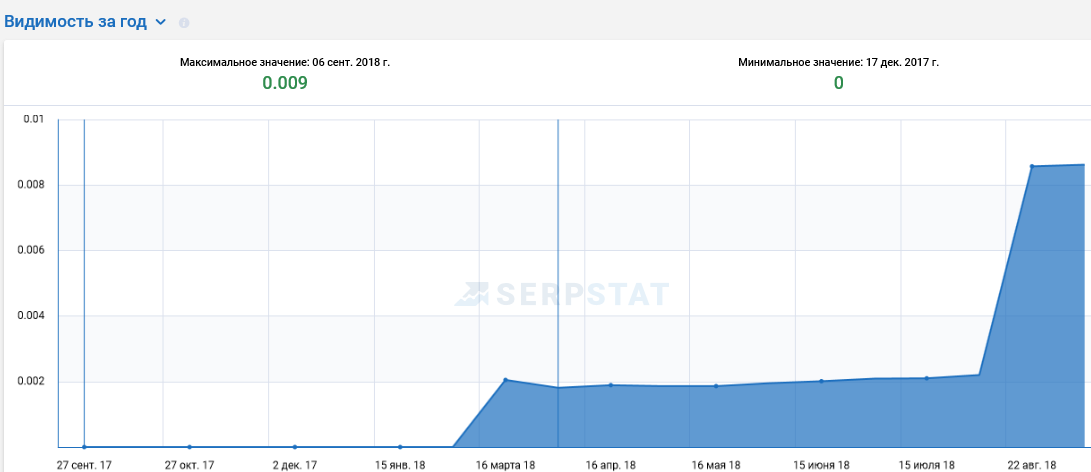 Видимость за год
Максимальное значение: 06 сент. 2018 г.
0.009
Минимальное значение: 17 дек. 2017 г.
0
0.01
0.008
0.006
0.004
0.002
SERPSTAT
27 сент. 17
27 окт. 17
2 дек. 17
15 янв. 18
16 марта 18
16 апр. 18
16 мая 18
15 июня 18
15 июля 18
22 авг. 18